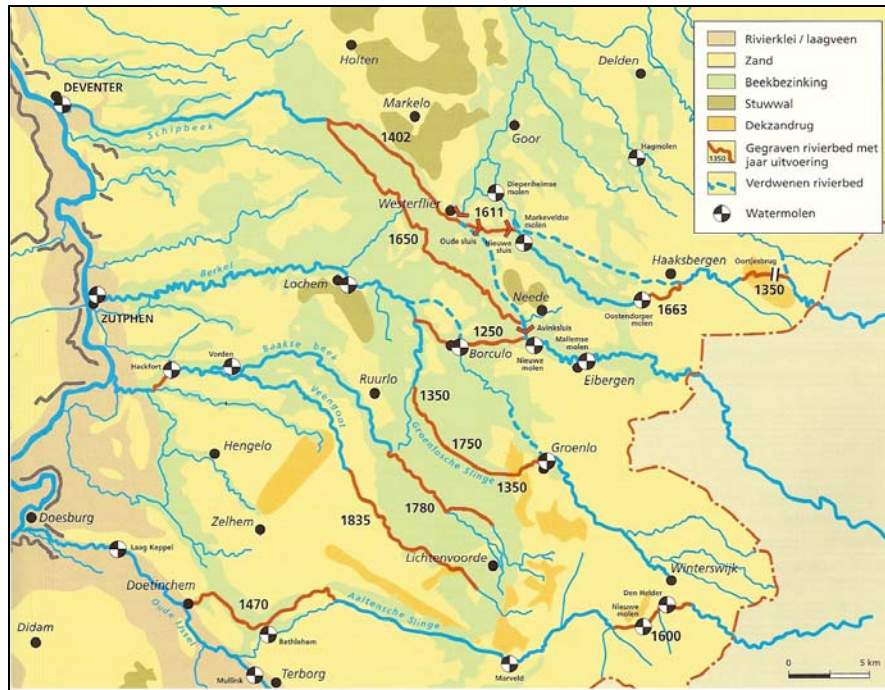 Holten
Delden
DEVENTER
Schipbeek
Markelo
1402
Goor
Hagmolen
Diepenheimse
molen
Westerflier
1611
Markeveldse
molen
Oude sluis
Nieuwe
sluis
1650
Haaksbergen
Oortjesbrug
1350
Oostendorper
molen
1663
Berkel
Lochem
Neede
ZUTPHEN
1250
Avinksluis
Borculo
Nieuwe
molen
Mallemse
molen
Eibergen
Hackfort
Vorden
Baakse beek
Ruurlo
Veengoot
1350
1750
Groenlosche Slinge
Groenlo
1350
Hengelo
1780
Doesburg
Zelhem
1835
Lichtenvoorde
Laag Keppel
Winterswijk
Doetinchem
1470
Den Helder
Nieuwe
molen
1600
Oude IJssel
Aaltensche Slinge
Bethlehem
Didam
Mullink
Terborg
Marveld
0 5 km
Rivierklei / laagveen
Zand
Beekbezinking
Stuwwal
Dekzandrug
1350
Gegraven rivierbed met
jaar uitvoering
Verdwenen rivierbed
Watermolen